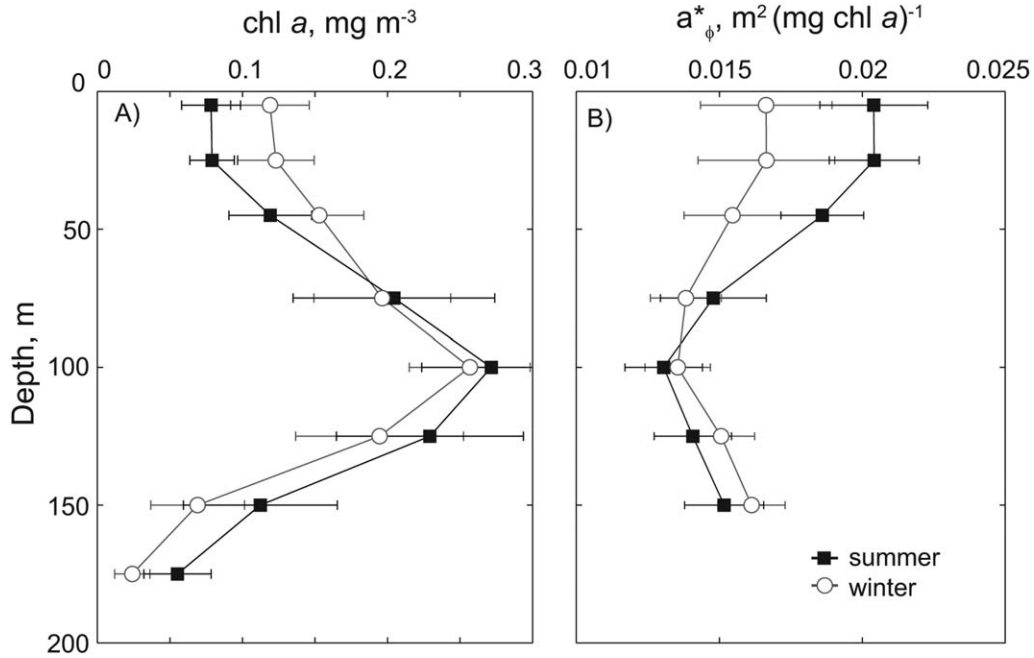 chl a, mg m⁻³
a*ϕ, m² (mg chl a)⁻¹
0 0.1 0.2 0.3
0.01 0.015 0.02 0.025
0
A)
B)
50
Depth, m
100
150
200
summer
winter